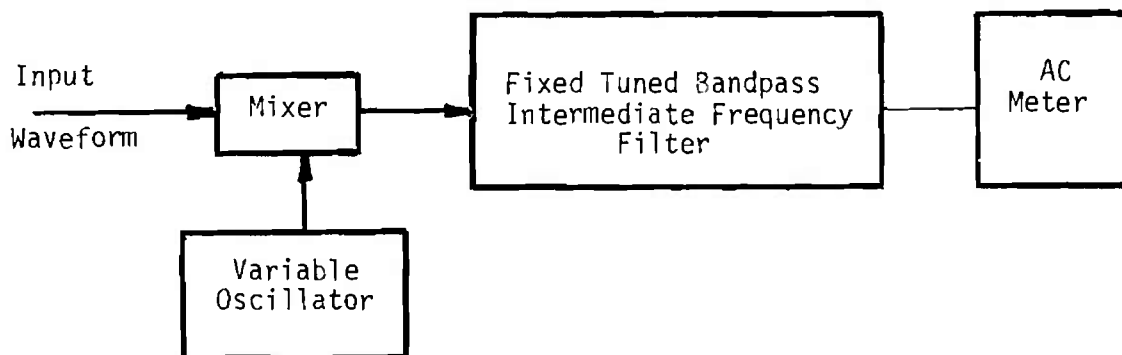 Input
Waveform
Mixer
Variable
Oscillator
Fixed Tuned Bandpass
Intermediate Frequency
Filter
AC
Meter